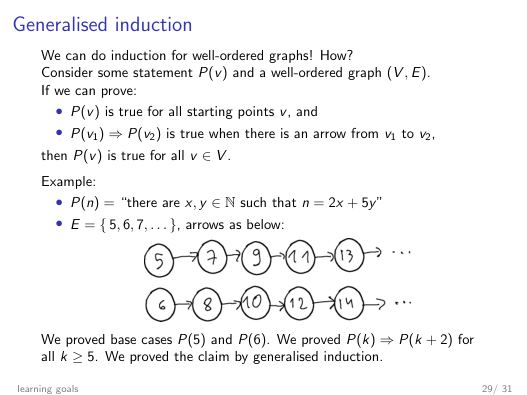 Generalised induction
We can do induction for well-ordered graphs! How?
Consider some statement P(v) and a well-ordered graph (V, E).
If we can prove:
• P(v) is true for all starting points v, and
• P(v₁) ⇒ P(v₂) is true when there is an arrow from v₁ to v₂,
then P(v) is true for all v ∈ V.
Example:
• P(n) = “there are x, y ∈ ℕ such that n = 2x + 5y”
• E = { 5, 6, 7, . . . }, arrows as below:
5 → 7 → 9 → 11 → 13 → ···
6 → 8 → 10 → 12 → 14 → ···
We proved base cases P(5) and P(6). We proved P(k) ⇒ P(k + 2) for
all k ≥ 5. We proved the claim by generalised induction.
learning goals 29/ 31